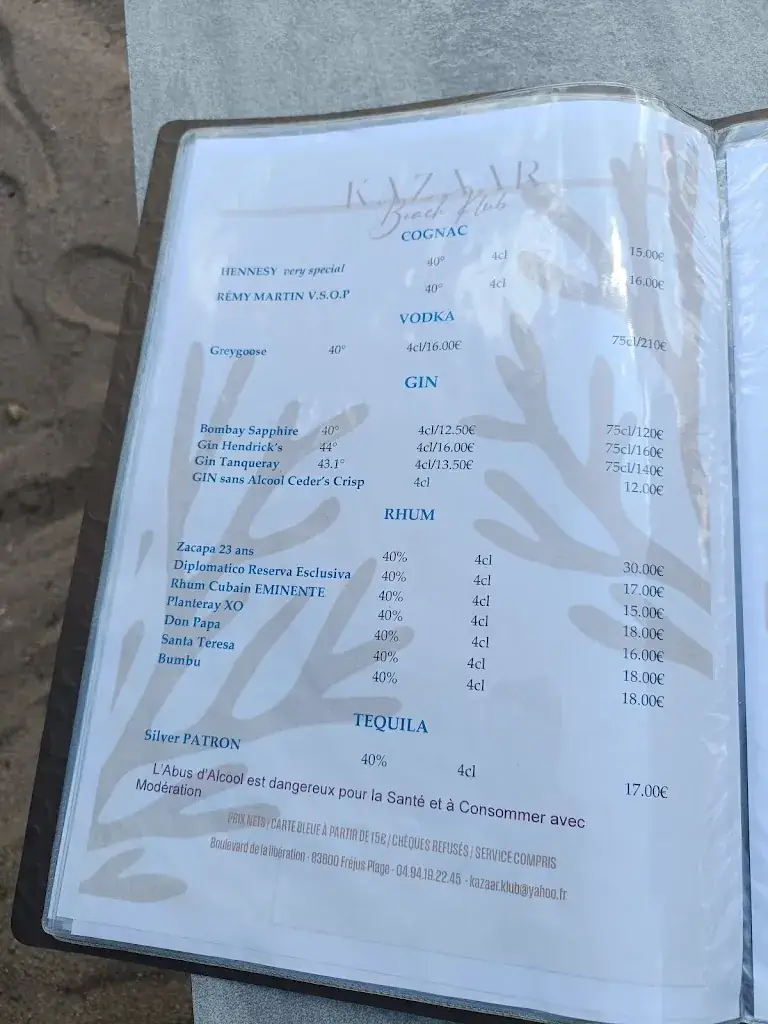 KAZAAR
Beach Klub
COGNAC
HENNESY very special 40° 4cl 15.00€
RÉMY MARTIN V.S.O.P 40° 4cl 16.00€
VODKA
Greygoose 40° 4cl/16.00€ 75cl/210€
GIN
Bombay Sapphire 40° 4cl/12.50€ 75cl/120€
Gin Hendrick's 44° 4cl/16.00€ 75cl/160€
Gin Tanqueray 43.1° 4cl/13.50€ 75cl/140€
GIN sans Alcool Ceder's Crisp 4cl 12.00€
RHUM
Zacapa 23 ans 40% 4cl 30.00€
Diplomatico Reserva Esclusiva 40% 4cl 17.00€
Rhum Cubain EMINENTE 40% 4cl 15.00€
Planteray XO 40% 4cl 18.00€
Don Papa 40% 4cl 16.00€
Santa Teresa 40% 4cl 18.00€
Bumbu 40% 4cl 18.00€
TEQUILA
Silver PATRON 40% 4cl 17.00€
L'Abus d'Alcool est dangereux pour la Santé et à Consommer avec
Modération
PRIX NETS / CARTE BLEUE À PARTIR DE 15€ / CHÈQUES REFUSÉS / SERVICE COMPRIS
Boulevard de la libération - 83600 Fréjus Plage - 04.94.19.22.45 - kazaar.klub@yahoo.fr